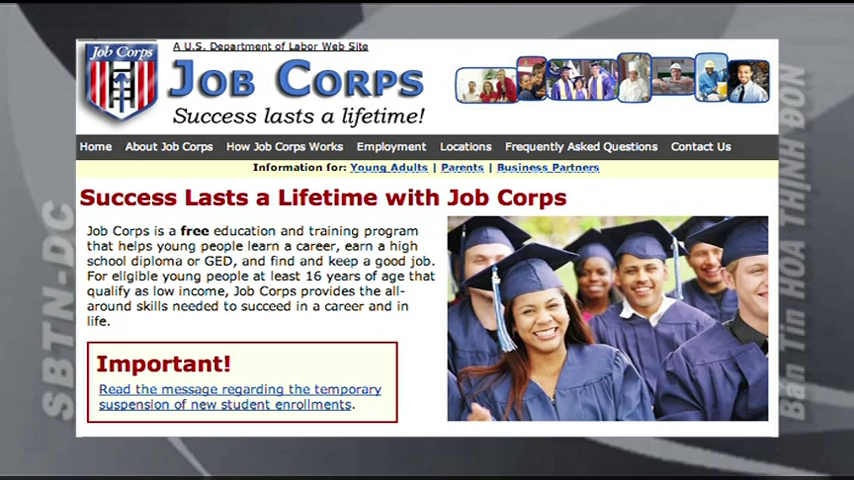 Job Corps
A U.S. Department of Labor Web Site
JOB CORPS
Success lasts a lifetime!
Home About Job Corps How Job Corps Works Employment Locations Frequently Asked Questions Contact Us
Information for: Young Adults | Parents | Business Partners
Success Lasts a Lifetime with Job Corps
Job Corps is a free education and training program
that helps young people learn a career, earn a high
school diploma or GED, and find and keep a good job.
For eligible young people at least 16 years of age that
qualify as low income, Job Corps provides the all-
around skills needed to succeed in a career and in
life.
Important!
Read the message regarding the temporary
suspension of new student enrollments.
SBTN-DC
Bản Tin HOA THỊNH ĐỐN